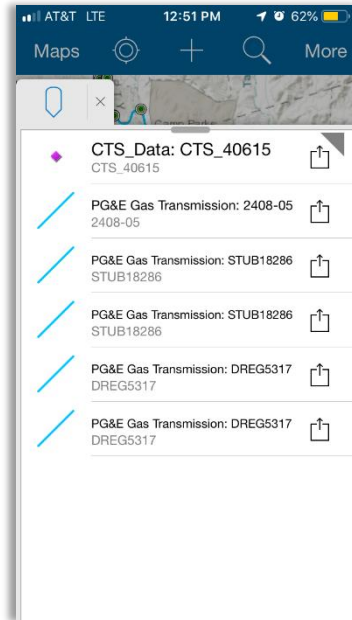 AT&T LTE 12:51 PM 62%
Maps More
Camp Parks
CTS_Data: CTS_40615
CTS_40615
PG&E Gas Transmission: 2408-05
2408-05
PG&E Gas Transmission: STUB18286
STUB18286
PG&E Gas Transmission: STUB18286
STUB18286
PG&E Gas Transmission: DREG5317
DREG5317
PG&E Gas Transmission: DREG5317
DREG5317